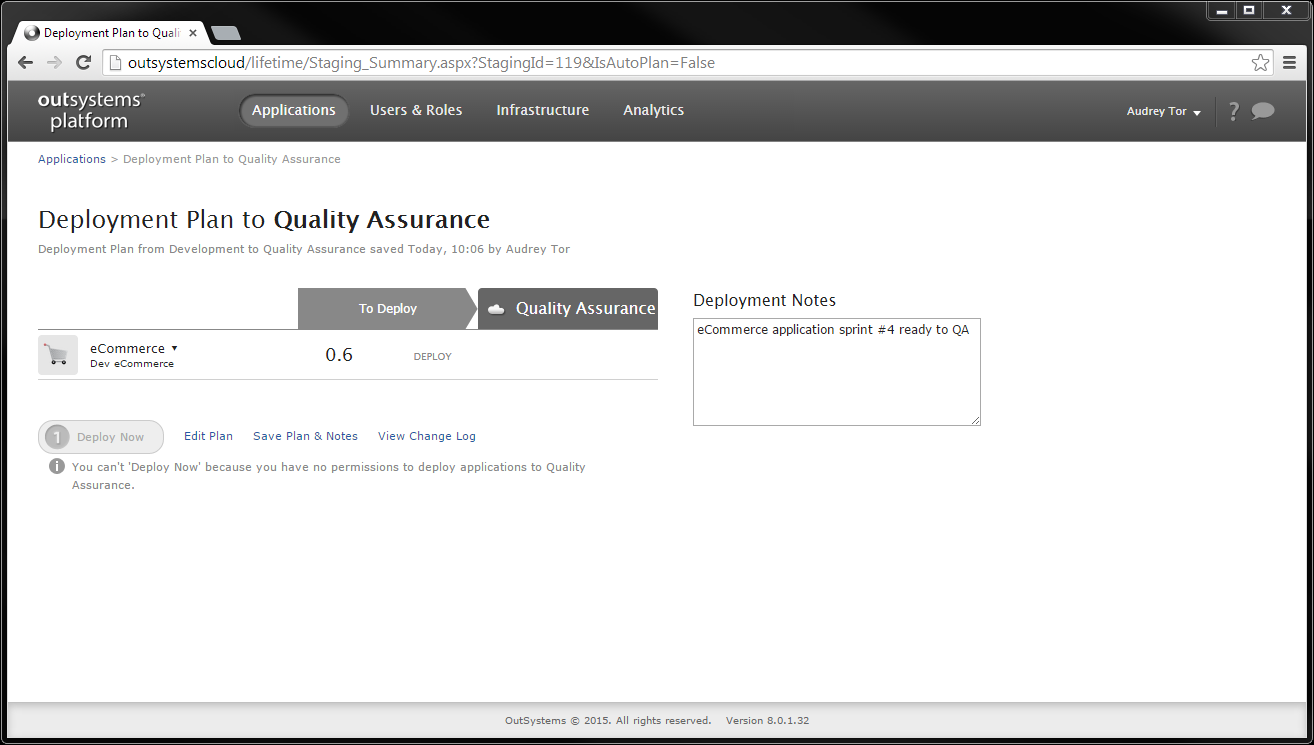 Deployment Plan to Quali
outsystemscloud/lifetime/Staging_Summary.aspx?StagingId=119&IsAutoPlan=False
outsystems®
platform
Applications
Users & Roles
Infrastructure
Analytics
Audrey Tor
?
Applications > Deployment Plan to Quality Assurance
Deployment Plan to Quality Assurance
Deployment Plan from Development to Quality Assurance saved Today, 10:06 by Audrey Tor
To Deploy
Quality Assurance
eCommerce
Dev eCommerce
0.6
DEPLOY
Deployment Notes
eCommerce application sprint #4 ready to QA
1 Deploy Now
Edit Plan
Save Plan & Notes
View Change Log
You can't 'Deploy Now' because you have no permissions to deploy applications to Quality
Assurance.
OutSystems © 2015. All rights reserved. Version 8.0.1.32